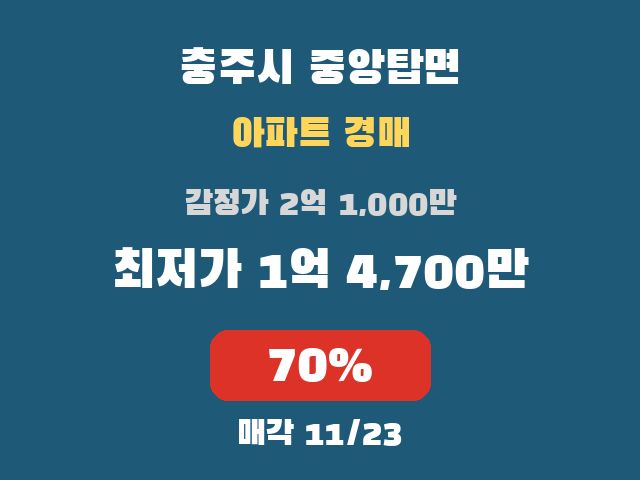 충주시 중앙탑면
아파트 경매
감정가 2억 1,000만
최저가 1억 4,700만
70%
매각 11/23